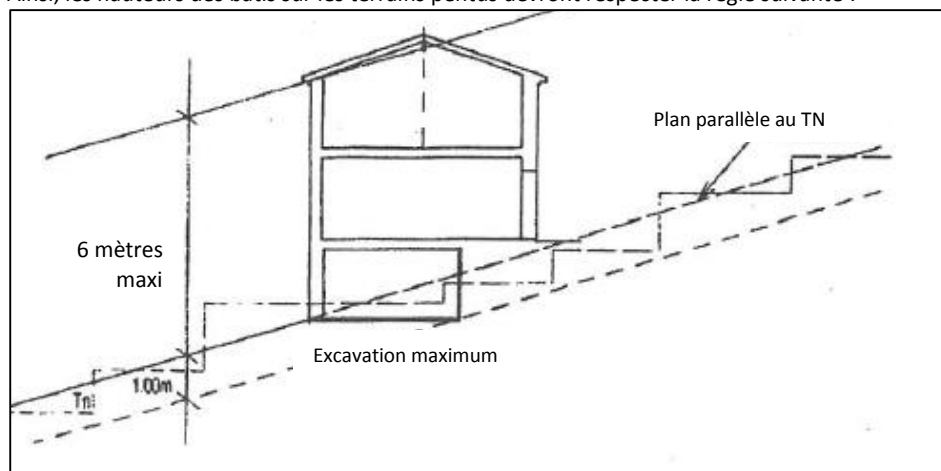 Ainsi, les hauteurs des bâtis sur les terrains pentus devront respecter la règle suivante :
Plan parallèle au TN
6 mètres
maxi
Excavation maximum
1.00m
Tn